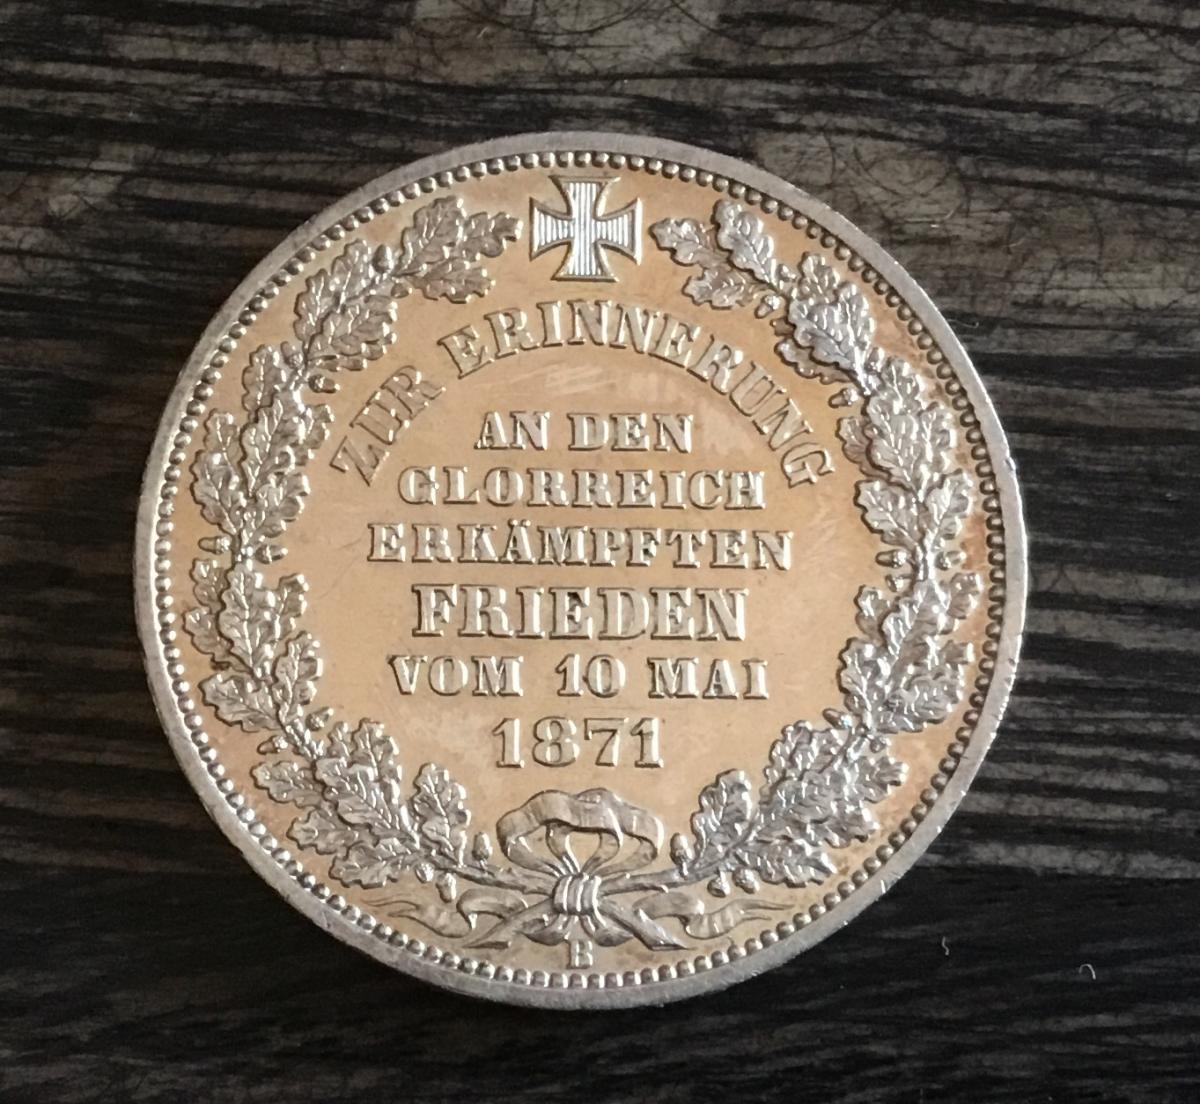 ZUR ERINNERUNG
AN DEN
GLORREICH
ERKÄMPFTEN
FRIEDEN
VOM 10 MAI
1871
B